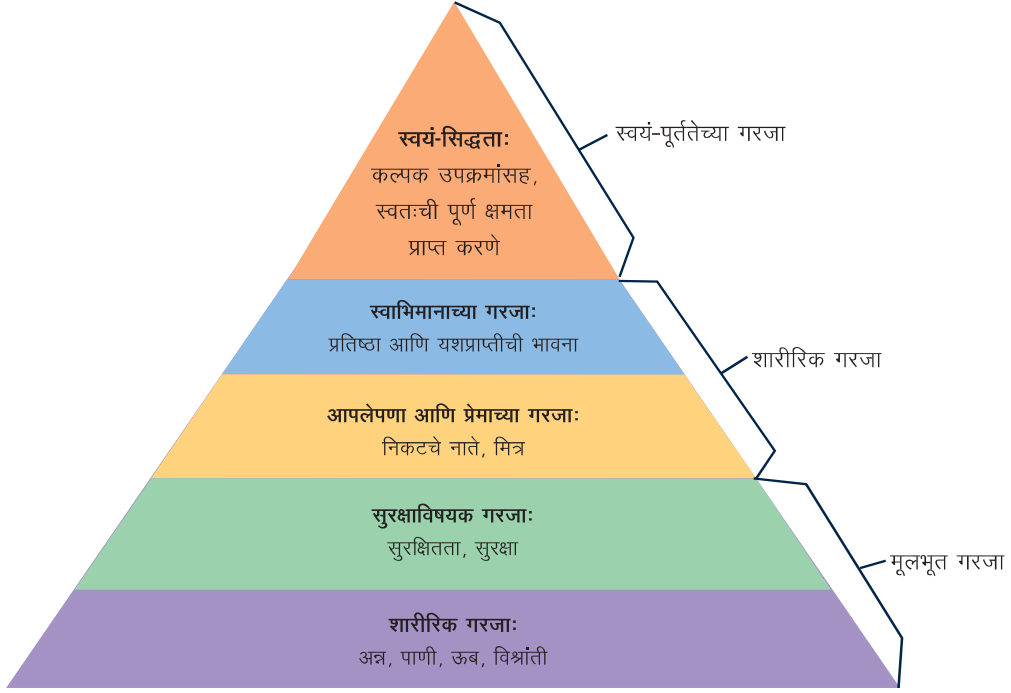 स्वयं-सिद्धता:
कल्पक उपक्रमांसह,
स्वतःची पूर्ण क्षमता
प्राप्त करणे
स्वयं-पूर्ततेच्या गरजा
स्वाभिमानाच्या गरजा:
प्रतिष्ठा आणि यशप्राप्तीची भावना
शारीरिक गरजा
आपलेपणा आणि प्रेमाच्या गरजा:
निकटचे नाते, मित्र
सुरक्षाविषयक गरजा:
सुरक्षितता, सुरक्षा
मूलभूत गरजा
शारीरिक गरजा:
अन्न, पाणी, ऊब, विश्रांती